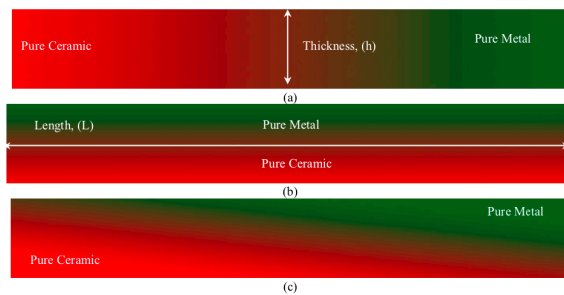 Pure Ceramic
Thickness, (h)
Pure Metal
(a)
Length, (L)
Pure Metal
Pure Ceramic
(b)
Pure Metal
Pure Ceramic
(c)